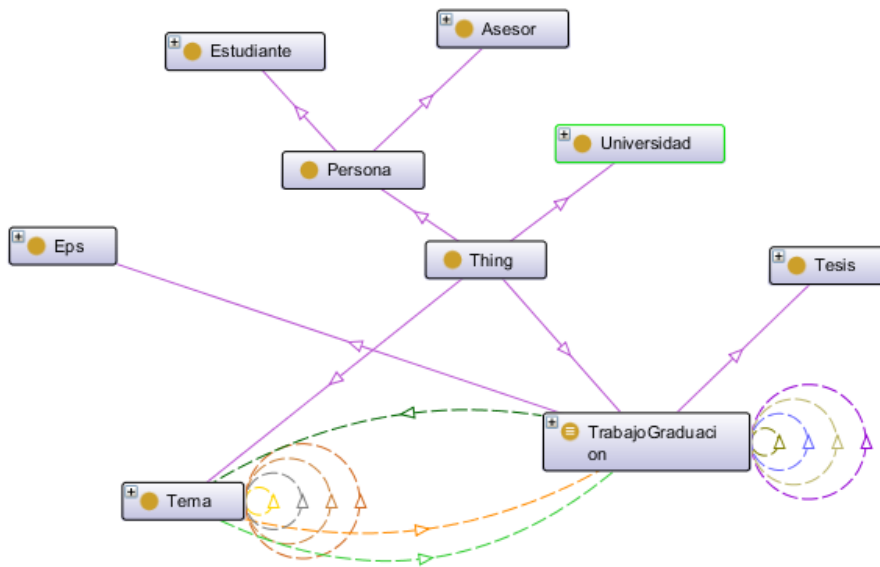 Asesor
Estudiante
Universidad
Persona
Eps
Thing
Tesis
TrabajoGraduaci
on
Tema